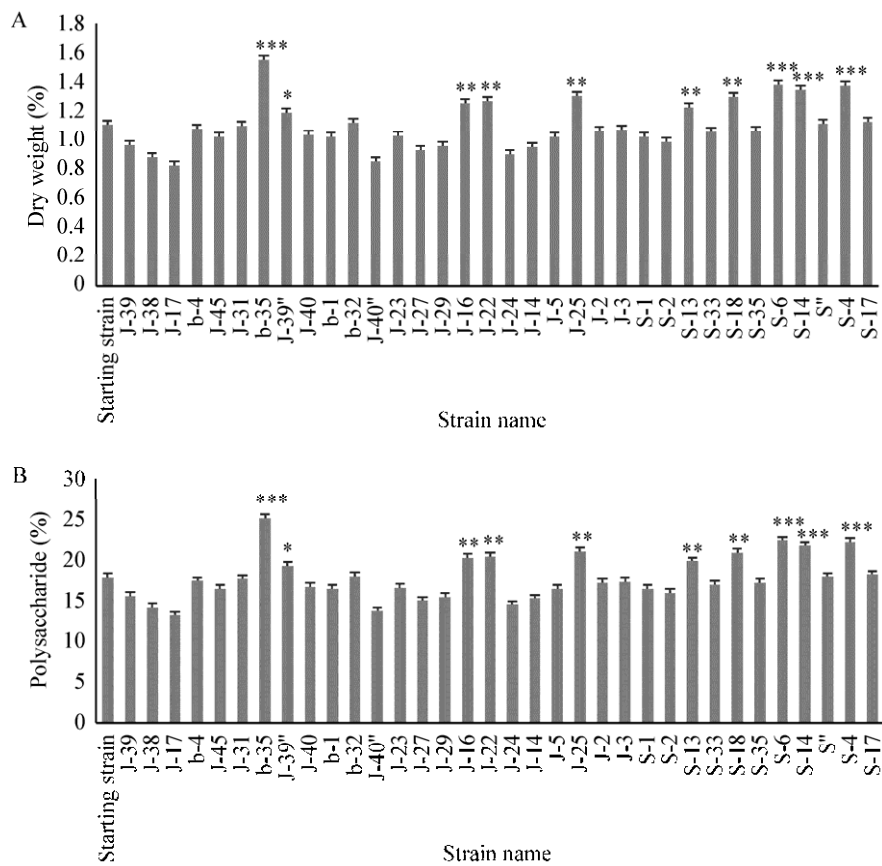 A
Dry weight (%)
1.8
1.6
1.4
1.2
1.0
0.8
0.6
0.4
0.2
0
***
*
**
**
**
**
**
***
***
***
Starting strain
J-39
J-38
J-17
b-4
J-45
J-31
b-35
J-39"
J-40
b-1
b-32
J-40"
J-23
J-27
J-29
J-16
J-22
J-24
J-14
J-5
J-25
J-2
J-3
S-1
S-2
S-13
S-33
S-18
S-35
S-6
S-14
S"
S-4
S-17
Strain name
B
Polysaccharide (%)
30
25
20
15
10
5
0
***
*
**
**
**
**
**
***
***
***
Starting strain
J-39
J-38
J-17
b-4
J-45
J-31
b-35
J-39"
J-40
b-1
b-32
J-40"
J-23
J-27
J-29
J-16
J-22
J-24
J-14
J-5
J-25
J-2
J-3
S-1
S-2
S-13
S-33
S-18
S-35
S-6
S-14
S"
S-4
S-17
Strain name